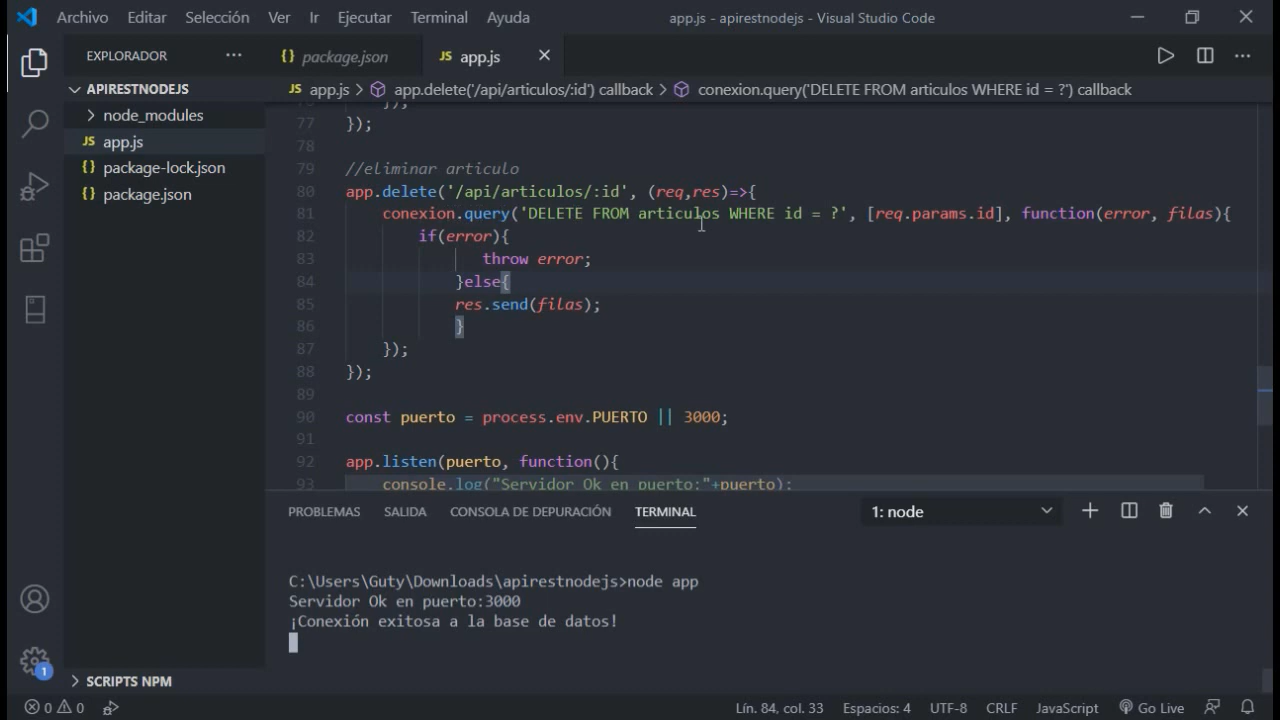 Archivo Editar Selección Ver Ir Ejecutar Terminal Ayuda app.js - apirestnodejs - Visual Studio Code
EXPLORADOR ... {} package.json JS app.js
APIRESTNODEJS JS app.js > app.delete('/api/articulos/:id') callback > conexion.query('DELETE FROM articulos WHERE id = ?') callback
node_modules
JS app.js
{} package-lock.json
{} package.json
77 });
78
79 //eliminar articulo
80 app.delete('/api/articulos/:id', (req,res)=>{
81 conexion.query('DELETE FROM articulos WHERE id = ?', [req.params.id], function(error, filas){
82 if(error){
83 throw error;
84 }else{
85 res.send(filas);
86 }
87 });
88 });
89
90 const puerto = process.env.PUERTO || 3000;
91
92 app.listen(puerto, function(){
93 console.log("Servidor Ok en puerto:"+puerto);
PROBLEMAS SALIDA CONSOLA DE DEPURACIÓN TERMINAL 1: node
C:\Users\Guty\Downloads\apirestnodejs>node app
Servidor Ok en puerto:3000
¡Conexión exitosa a la base de datos!
1
SCRIPTS NPM
0 0 Lín. 84, col. 33 Espacios: 4 UTF-8 CRLF JavaScript Go Live